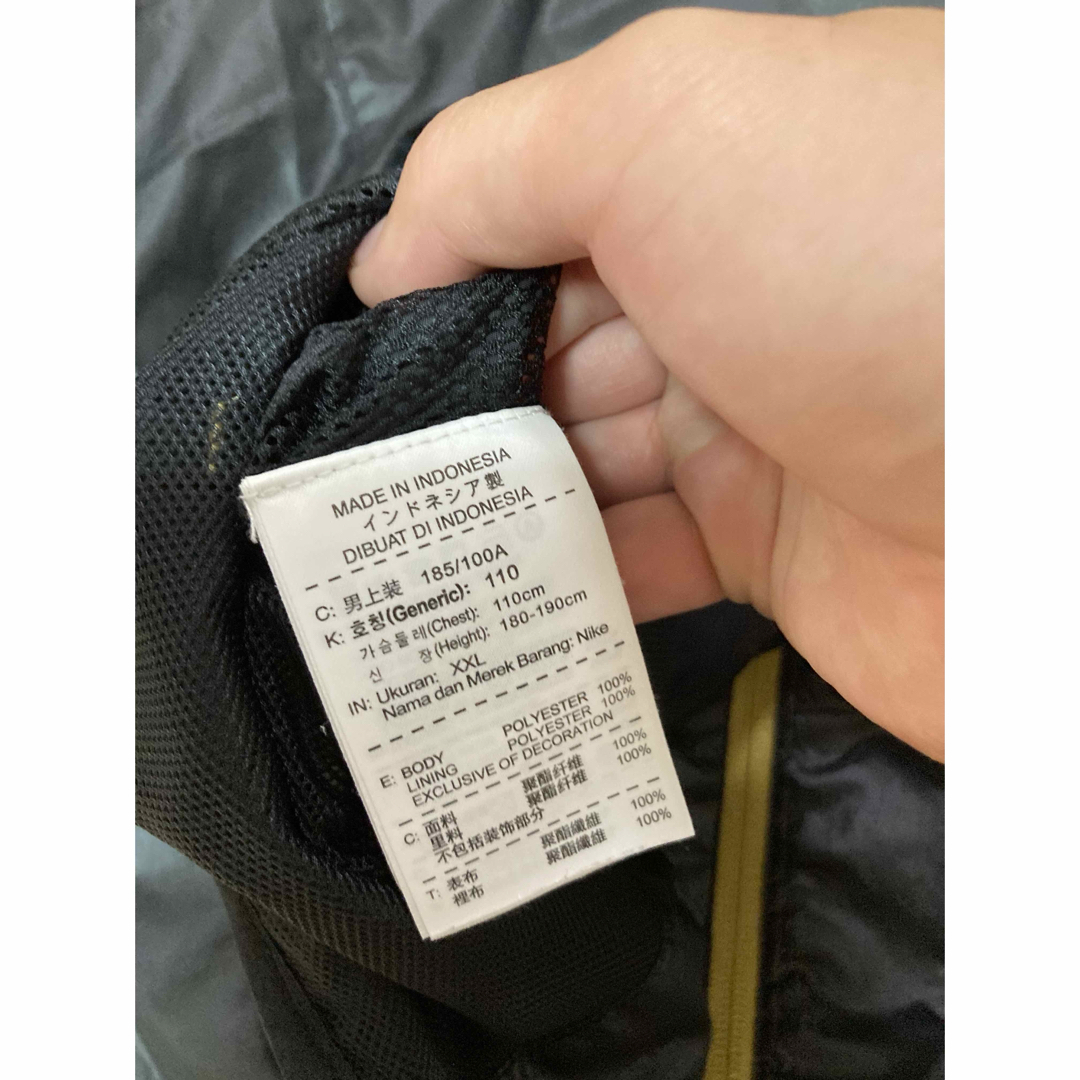 MADE IN INDONESIA
インドネシア製
DIBUAT DI INDONESIA
C: 男上装 185/100A
K: 호칭(Generic): 110
가슴둘레(Chest): 110cm
신 장(Height): 180-190cm
IN: Ukuran: XXL
Nama dan Merek Barang: Nike
E: BODY POLYESTER 100%
LINING POLYESTER 100%
EXCLUSIVE OF DECORATION
C: 面料 聚酯纤维 100%
里料 聚酯纤维 100%
不包括装饰部分
T: 表布 聚酯纖維 100%
裡布 聚酯纖維 100%